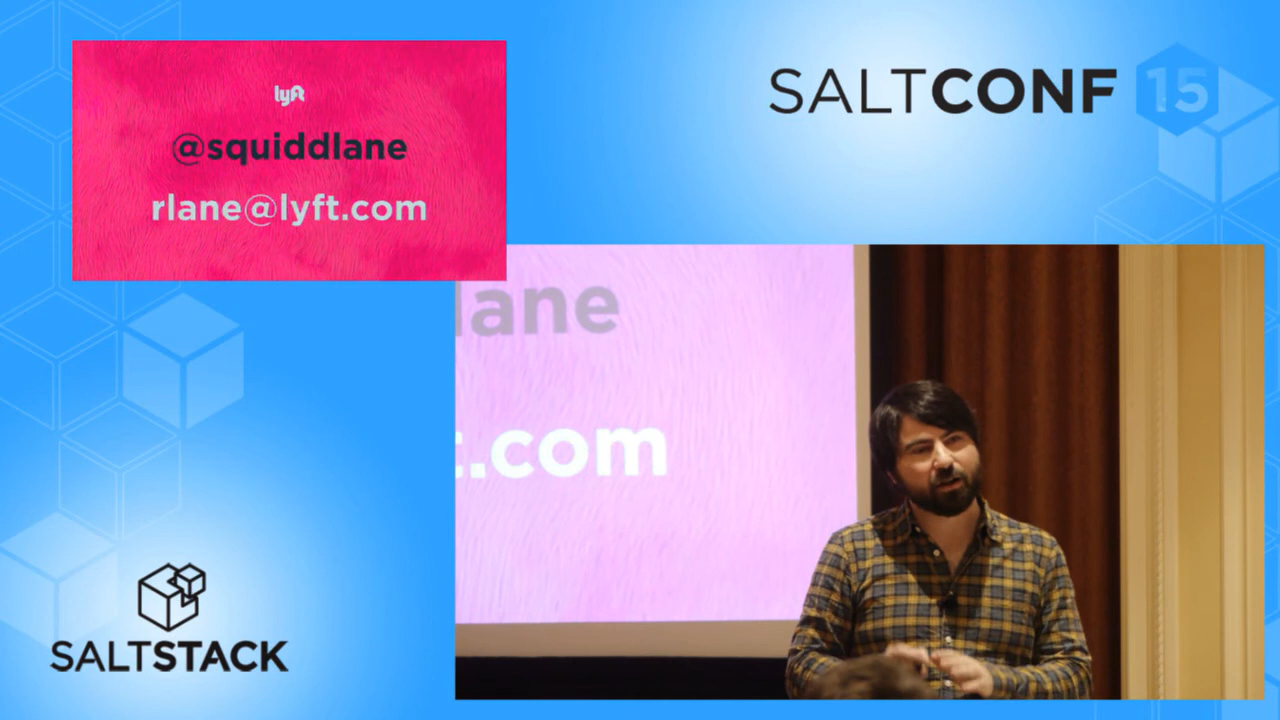 lyft
@squiddlane
rlane@lyft.com
SALTCONF 15
lane
.com
SALTSTACK